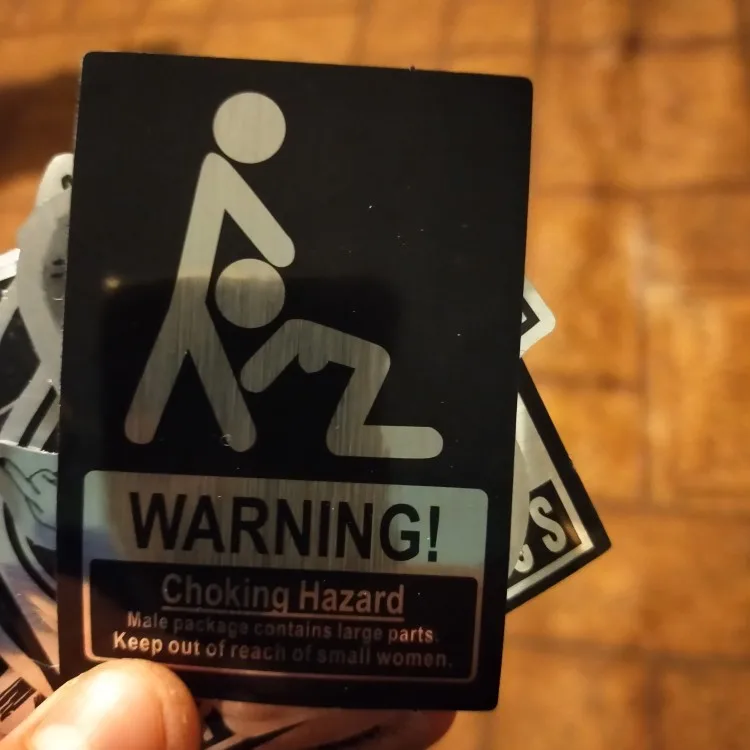 WARNING!
Choking Hazard
Male package contains large parts.
Keep out of reach of small women.